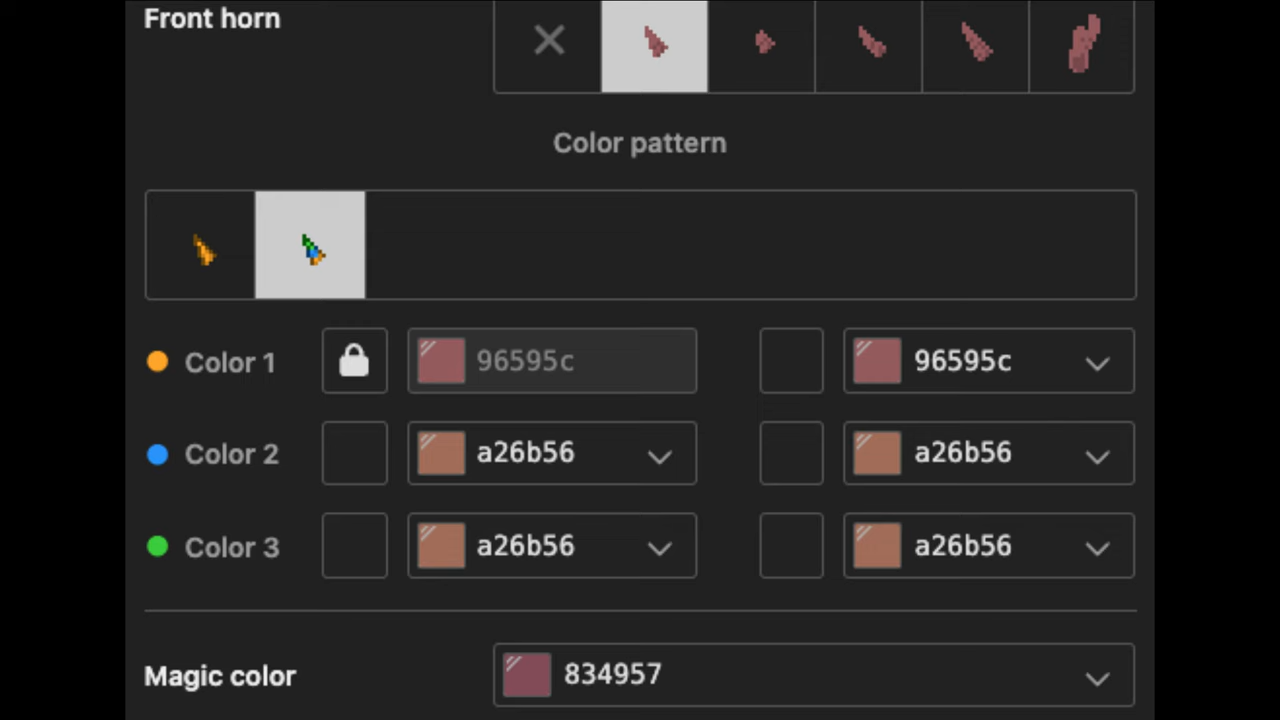 Front horn
Color pattern
Color 1 96595c 96595c
Color 2 a26b56 a26b56
Color 3 a26b56 a26b56
Magic color 834957